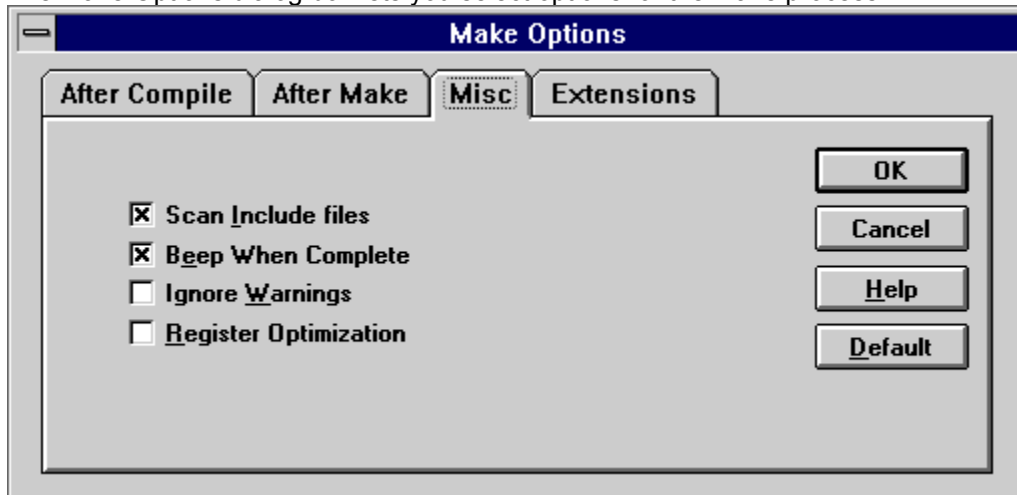 Make Options
After Compile After Make Misc Extensions
OK
Scan Include files
Cancel
Beep When Complete
Ignore Warnings
Help
Register Optimization
Default